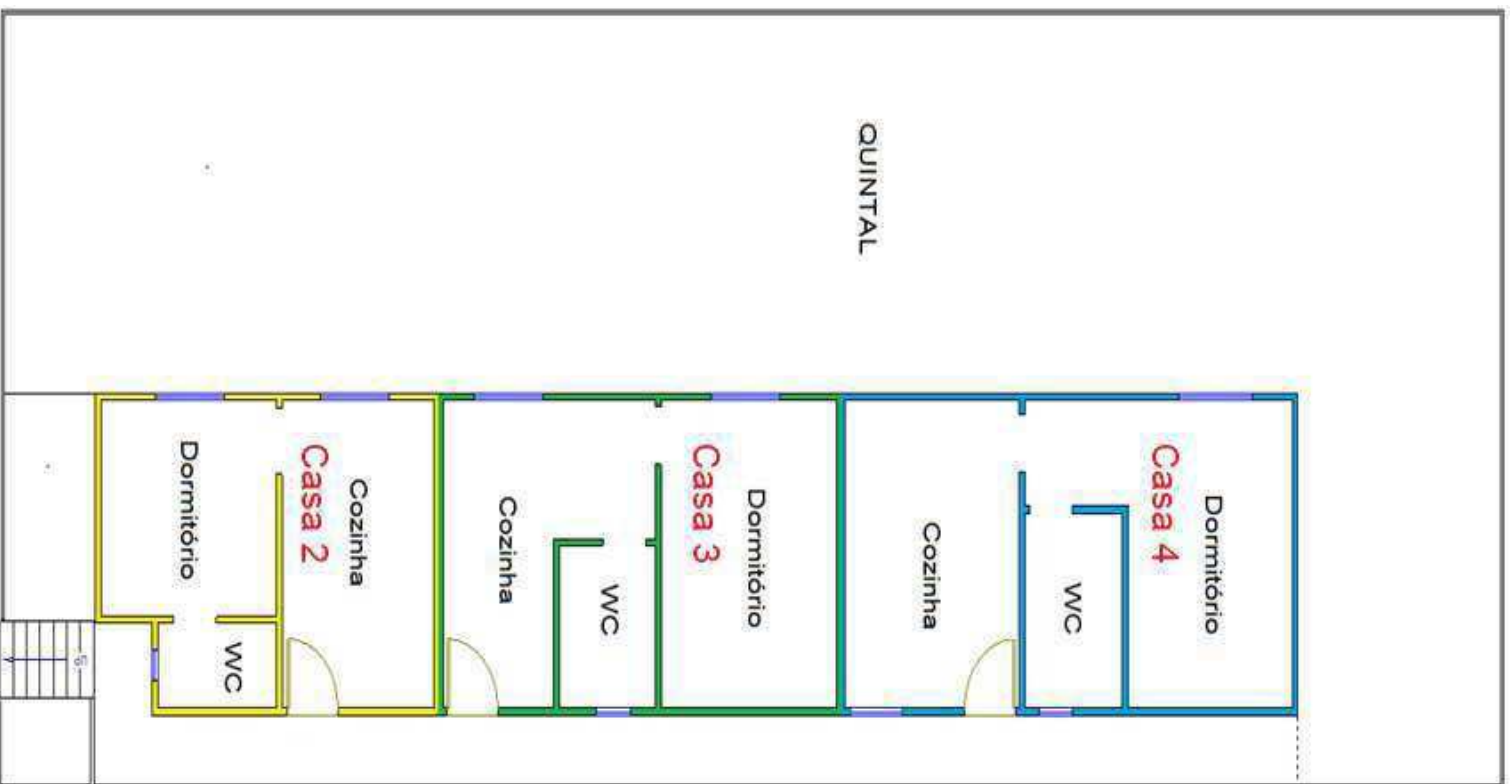 QUINTAL
Casa 2
Dormitório
Cozinha
WC
Casa 3
Cozinha
WC
Dormitório
Casa 4
Cozinha
WC
Dormitório